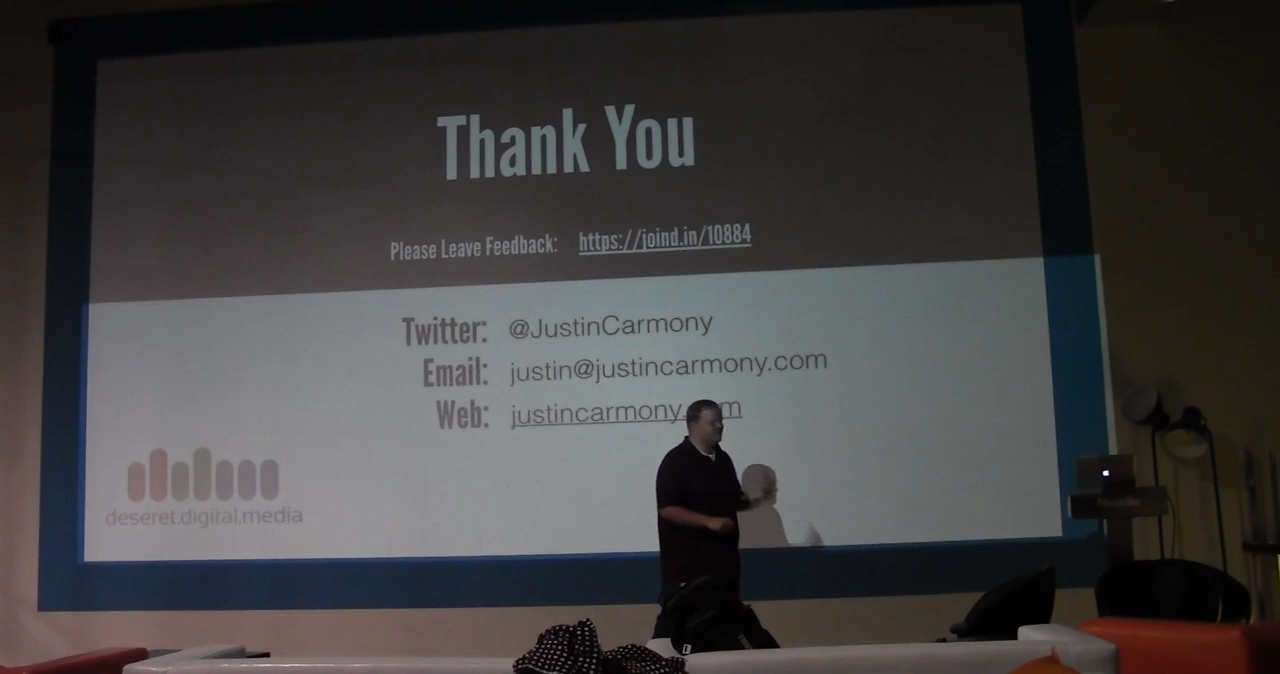 Thank You
Please Leave Feedback: https://joind.in/10884
Twitter: @JustinCarmony
Email: justin@justincarmony.com
Web: justincarmony. m
deseret.digital.media